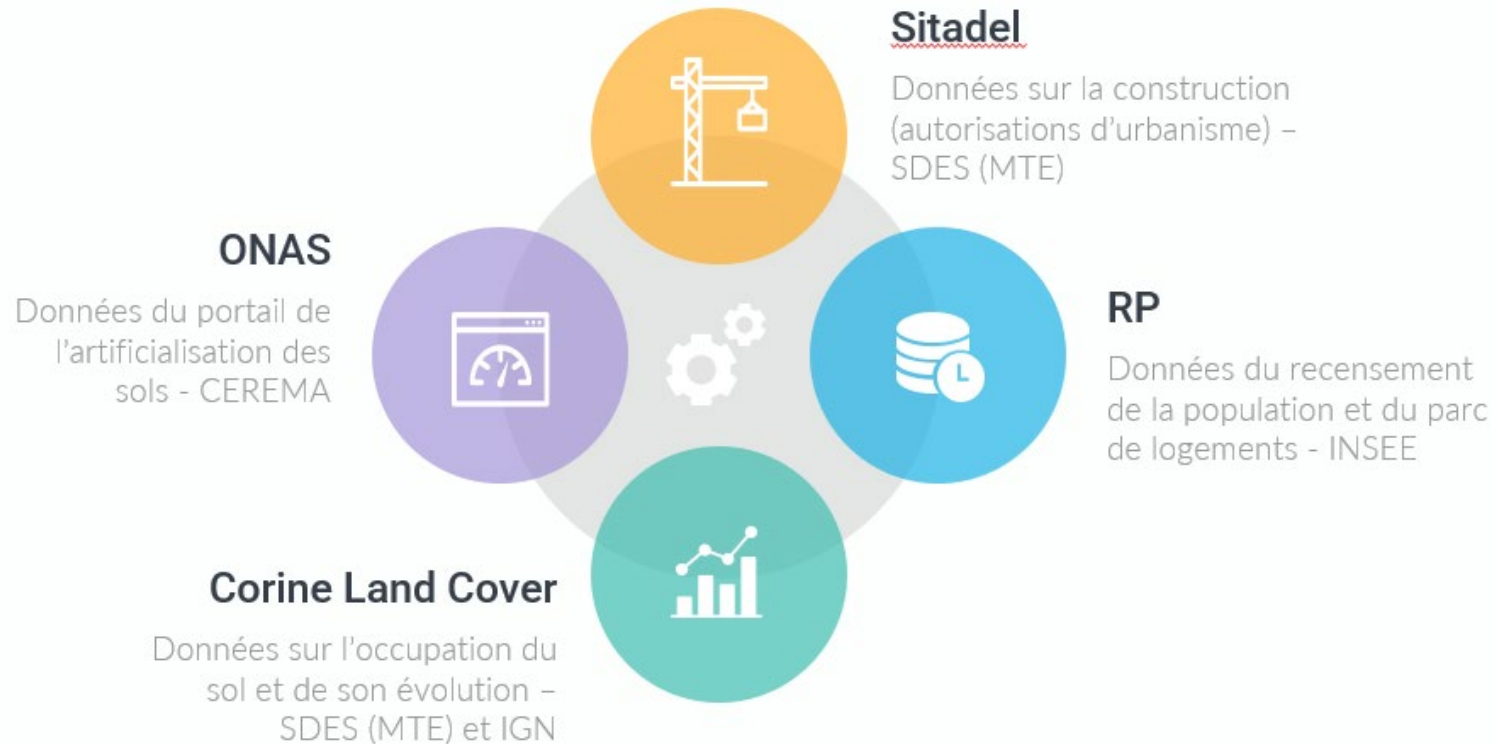 Sitadel
Données sur la construction
(autorisations d'urbanisme) –
SDES (MTE)
ONAS
Données du portail de
l'artificialisation des
sols - CEREMA
RP
Données du recensement
de la population et du parc
de logements - INSEE
Corine Land Cover
Données sur l'occupation du
sol et de son évolution –
SDES (MTE) et IGN